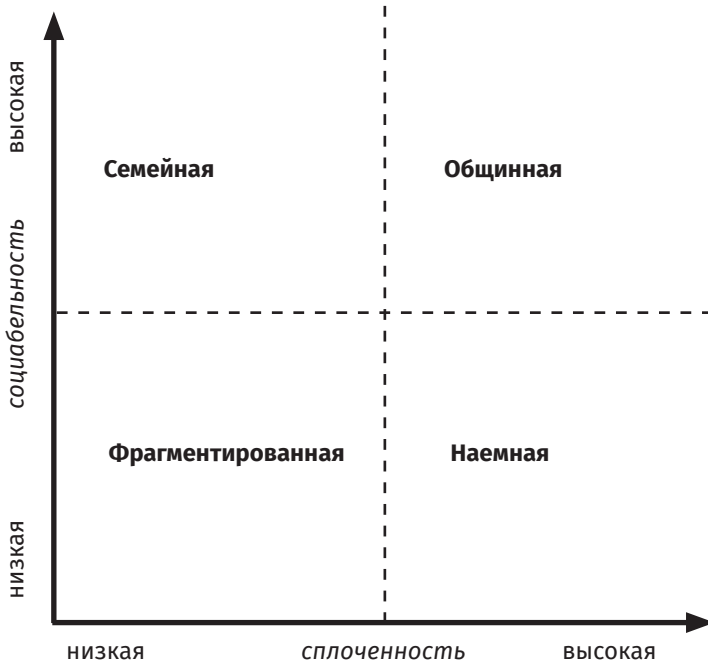 высокая
Семейная
Общинная
социабельность
Фрагментированная
Наемная
низкая
низкая
сплоченность
высокая